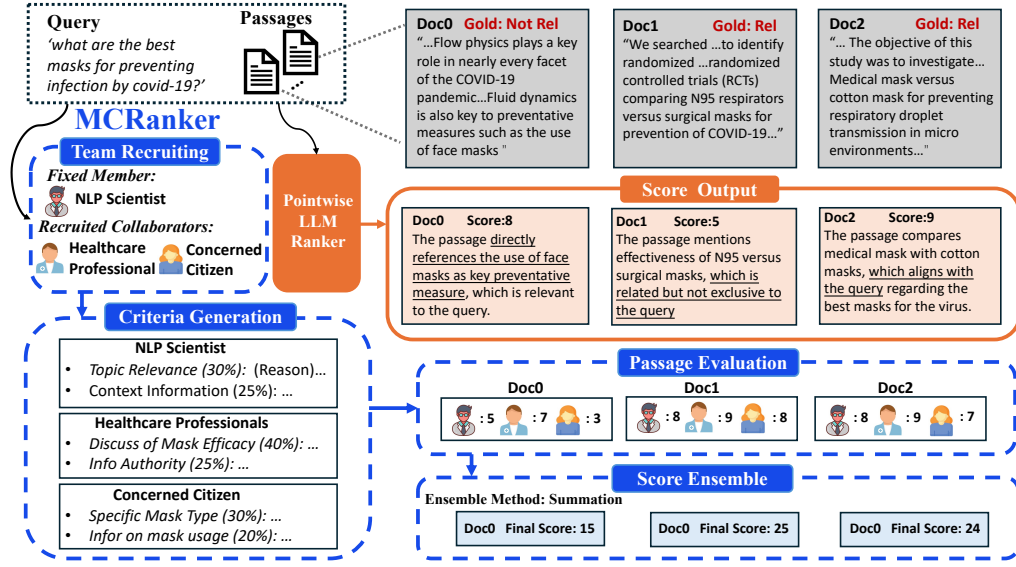 Query
‘what are the best
masks for preventing
infection by covid-19?’
Passages
Doc0 Gold: Not Rel
“…Flow physics plays a key
role in nearly every facet
of the COVID-19
pandemic…Fluid dynamics
is also key to preventative
measures such as the use
of face masks ”
Doc1 Gold: Rel
“We searched …to identify
randomized …randomized
controlled trials (RCTs)
comparing N95 respirators
versus surgical masks for
prevention of COVID-19…”
Doc2 Gold: Rel
“… The objective of this
study was to investigate…
Medical mask versus
cotton mask for preventing
respiratory droplet
transmission in micro
environments…”
MCRanker
Team Recruiting
Fixed Member:
NLP Scientist
Recruited Collaborators:
Healthcare
Professional
Concerned
Citizen
Pointwise
LLM
Ranker
Score Output
Doc0 Score:8
The passage directly
references the use of face
masks as key preventative
measure, which is relevant
to the query.
Doc1 Score:5
The passage mentions
effectiveness of N95 versus
surgical masks, which is
related but not exclusive to
the query
Doc2 Score:9
The passage compares
medical mask with cotton
masks, which aligns with
the query regarding the
best masks for the virus.
Criteria Generation
NLP Scientist
• Topic Relevance (30%): (Reason)…
• Context Information (25%): …
Healthcare Professionals
• Discuss of Mask Efficacy (40%): …
• Info Authority (25%): …
Concerned Citizen
• Specific Mask Type (30%): …
• Infor on mask usage (20%): …
Passage Evaluation
Doc0
: 5 : 7 : 3
Doc1
: 8 : 9 : 8
Doc2
: 8 : 9 : 7
Score Ensemble
Ensemble Method: Summation
Doc0 Final Score: 15
Doc0 Final Score: 25
Doc0 Final Score: 24